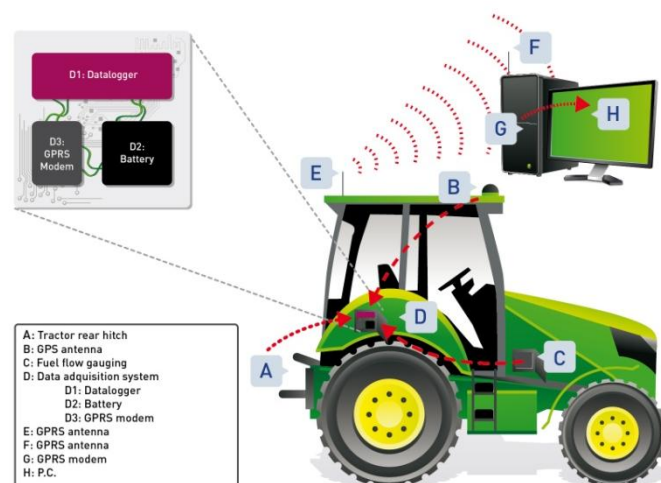 D1: Datalogger
D3:
GPRS
Modem
D2:
Battery
F
G
H
E
B
D
A
C
A: Tractor rear hitch
B: GPS antenna
C: Fuel flow gauging
D: Data adquisition system
D1: Datalogger
D2: Battery
D3: GPRS modem
E: GPRS antenna
F: GPRS antenna
G: GPRS modem
H: P.C.